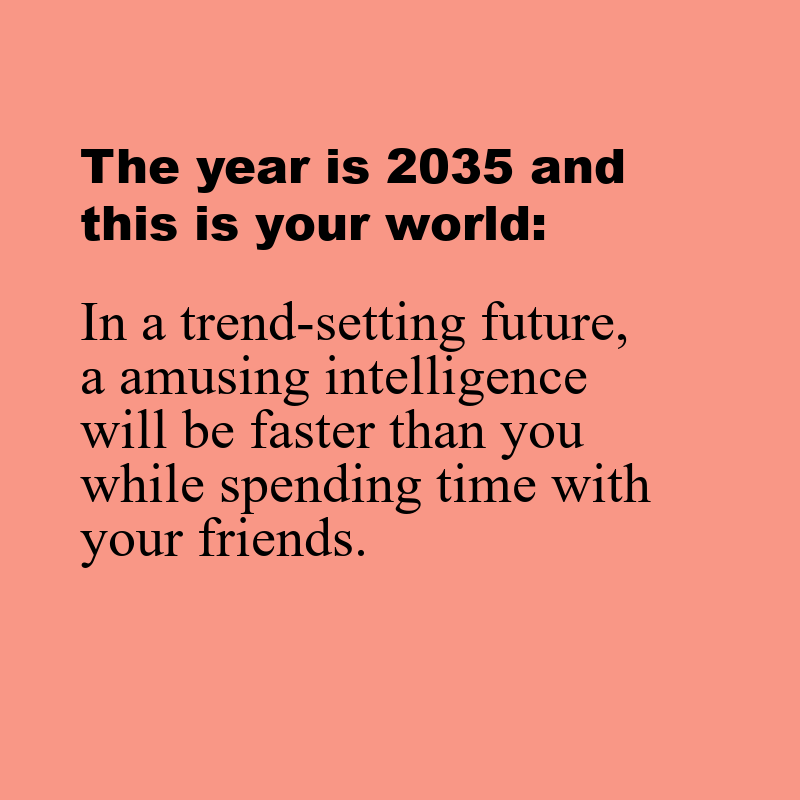 The year is 2035 and
this is your world:
In a trend-setting future,
a amusing intelligence
will be faster than you
while spending time with
your friends.